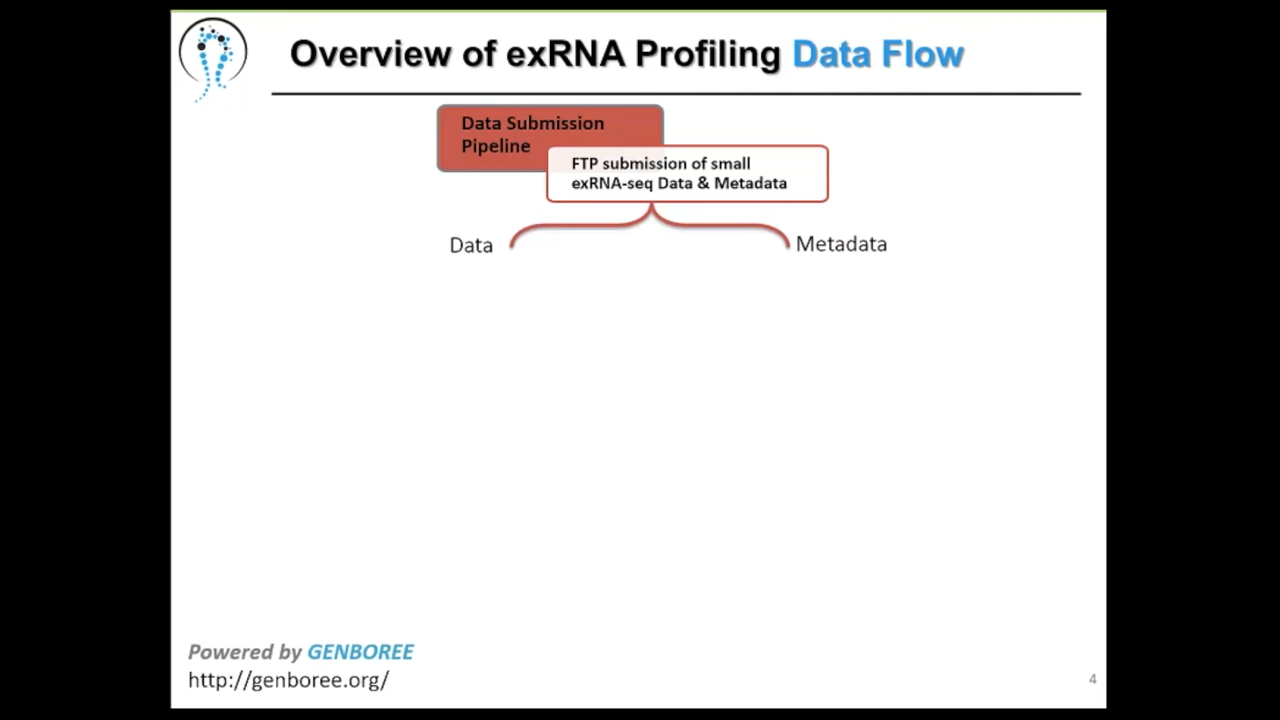 Overview of exRNA Profiling Data Flow
Data Submission
Pipeline
FTP submission of small
exRNA-seq Data & Metadata
Data
Metadata
Powered by GENBOREE
http://genboree.org/
4